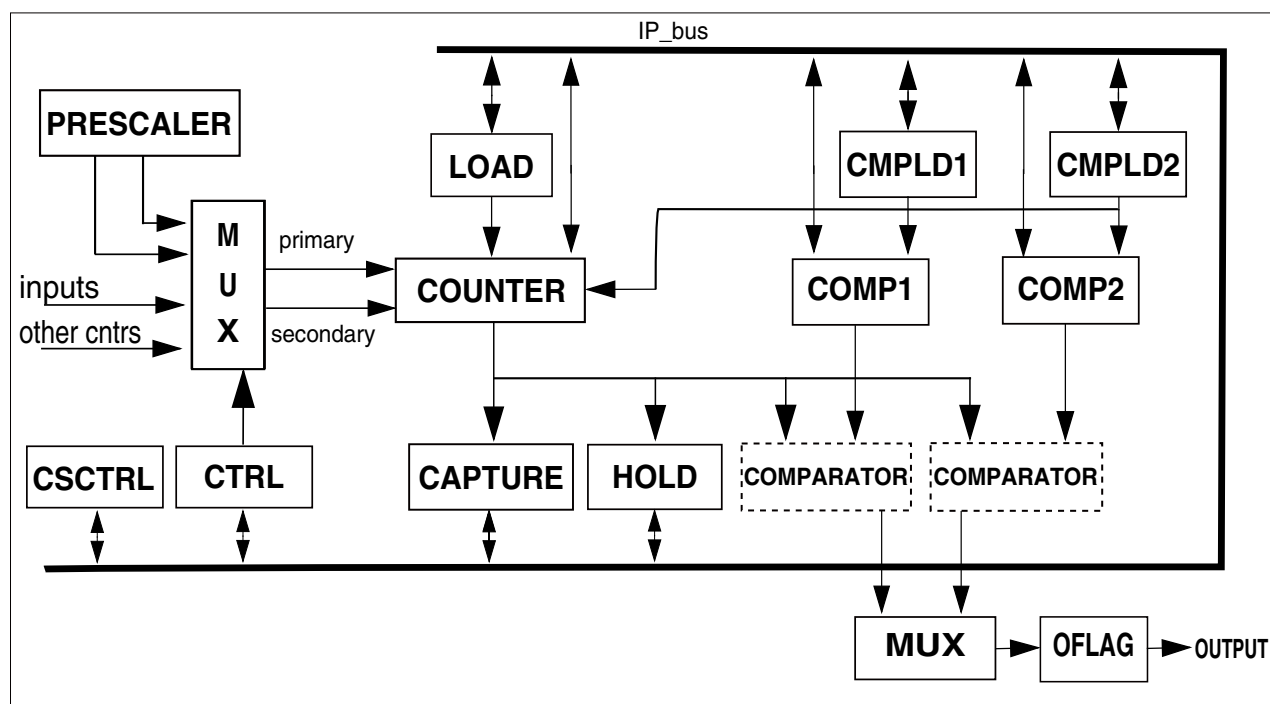 IP_bus
PRESCALER
LOAD
CMPLD1
CMPLD2
M
U
X
primary
secondary
inputs
other cntrs
COUNTER
COMP1
COMP2
CSCTRL
CTRL
CAPTURE
HOLD
COMPARATOR
COMPARATOR
MUX
OFLAG
OUTPUT